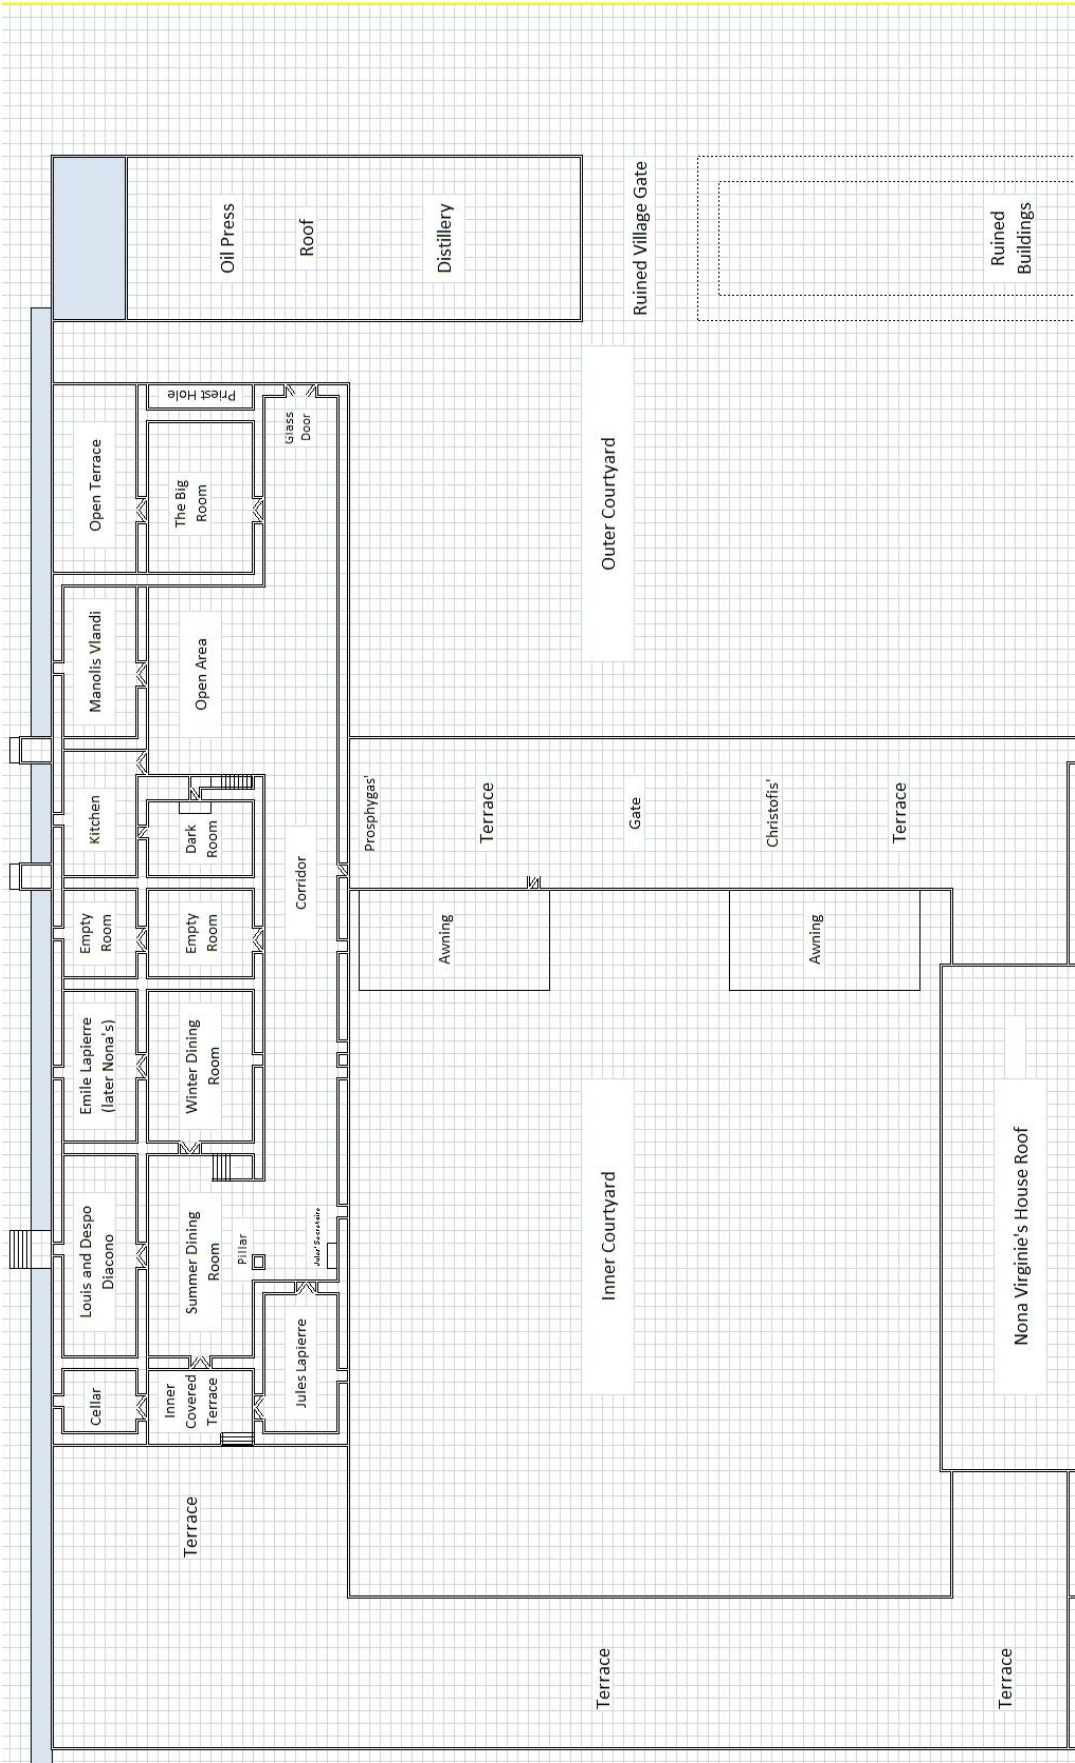 Oil Press
Roof
Distillery
Ruined Village Gate
Ruined
Buildings
Priest Hole
Glass
Door
Open Terrace
The Big
Room
Outer Courtyard
Manolis Vlandi
Open Area
Kitchen
Dark
Room
Prosphygas'
Terrace
Gate
Christofis'
Terrace
Corridor
Empty
Room
Empty
Room
Awning
Awning
Emile Lapierre
(later Nona's)
Winter Dining
Room
Louis and Despo
Diacono
Summer Dining
Room
Pillar
Jules' Secretaire
Inner Courtyard
Nona Virginie's House Roof
Cellar
Inner
Covered
Terrace
Jules Lapierre
Terrace
Terrace
Terrace